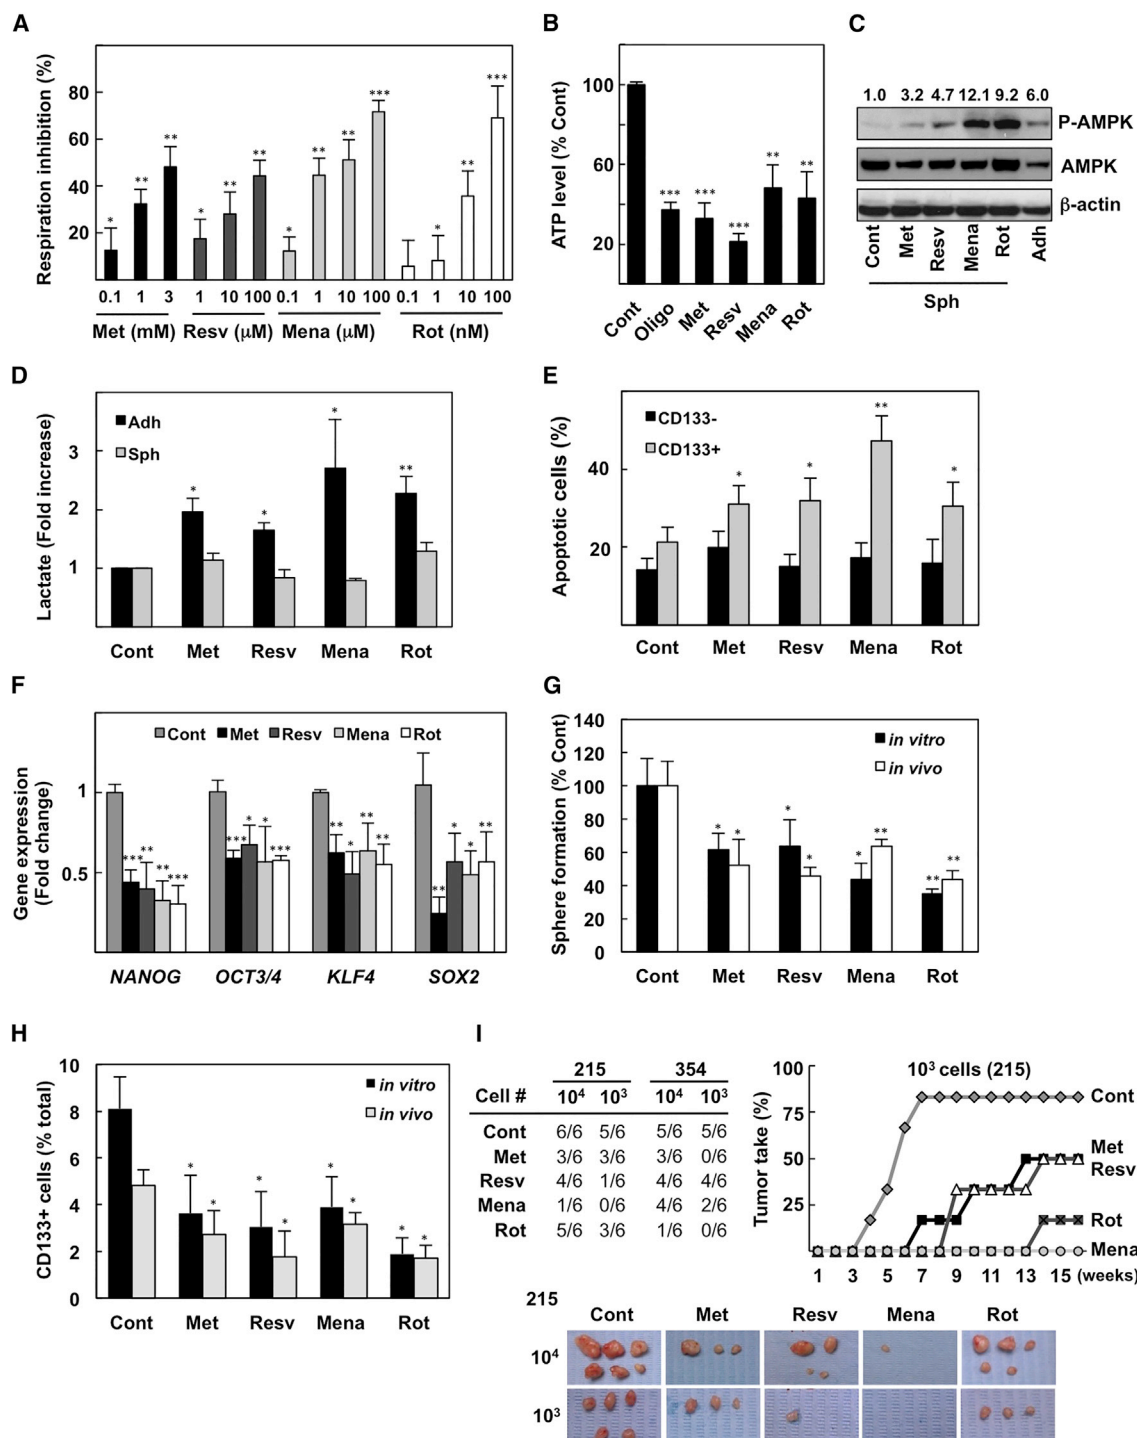 A
Respiration inhibition (%)
80
60
40
20
* ** ** * ** ** * ** ** *** * ** ***
0.1 1 3 1 10 100 0.1 1 10 100 0.1 1 10 100
Met (mM) Resv (μM) Mena (μM) Rot (nM)
B
ATP level (% Cont)
100
60
20
*** *** *** ** **
Cont Oligo Met Resv Mena Rot
C
1.0 3.2 4.7 12.1 9.2 6.0
P-AMPK
AMPK
β-actin
Cont Met Resv Mena Rot Adh
Sph
D
Lactate (Fold increase)
3
2
1
Adh
Sph
* * * **
Cont Met Resv Mena Rot
E
Apoptotic cells (%)
40
20
CD133-
CD133+
* * ** *
Cont Met Resv Mena Rot
F
Gene expression
(Fold change)
1
0.5
Cont Met Resv Mena Rot
*** ** ** *** *** * * *** ** * ** ** ** * * **
NANOG OCT3/4 KLF4 SOX2
G
Sphere formation (% Cont)
140
120
100
80
60
40
20
0
in vitro
in vivo
* * * * * ** ** **
Cont Met Resv Mena Rot
H
CD133+ cells (% total)
10
8
6
4
2
0
in vitro
in vivo
* * * * * * * *
Cont Met Resv Mena Rot
I
215 354
Cell # 10⁴ 10³ 10⁴ 10³
Cont 6/6 5/6 5/6 5/6
Met 3/6 3/6 3/6 0/6
Resv 4/6 1/6 4/6 4/6
Mena 1/6 0/6 4/6 2/6
Rot 5/6 3/6 1/6 0/6
Tumor take (%)
100
75
50
25
10³ cells (215)
Cont
Met
Resv
Rot
Mena
1 3 5 7 9 11 13 15 (weeks)
215
Cont Met Resv Mena Rot
10⁴
10³